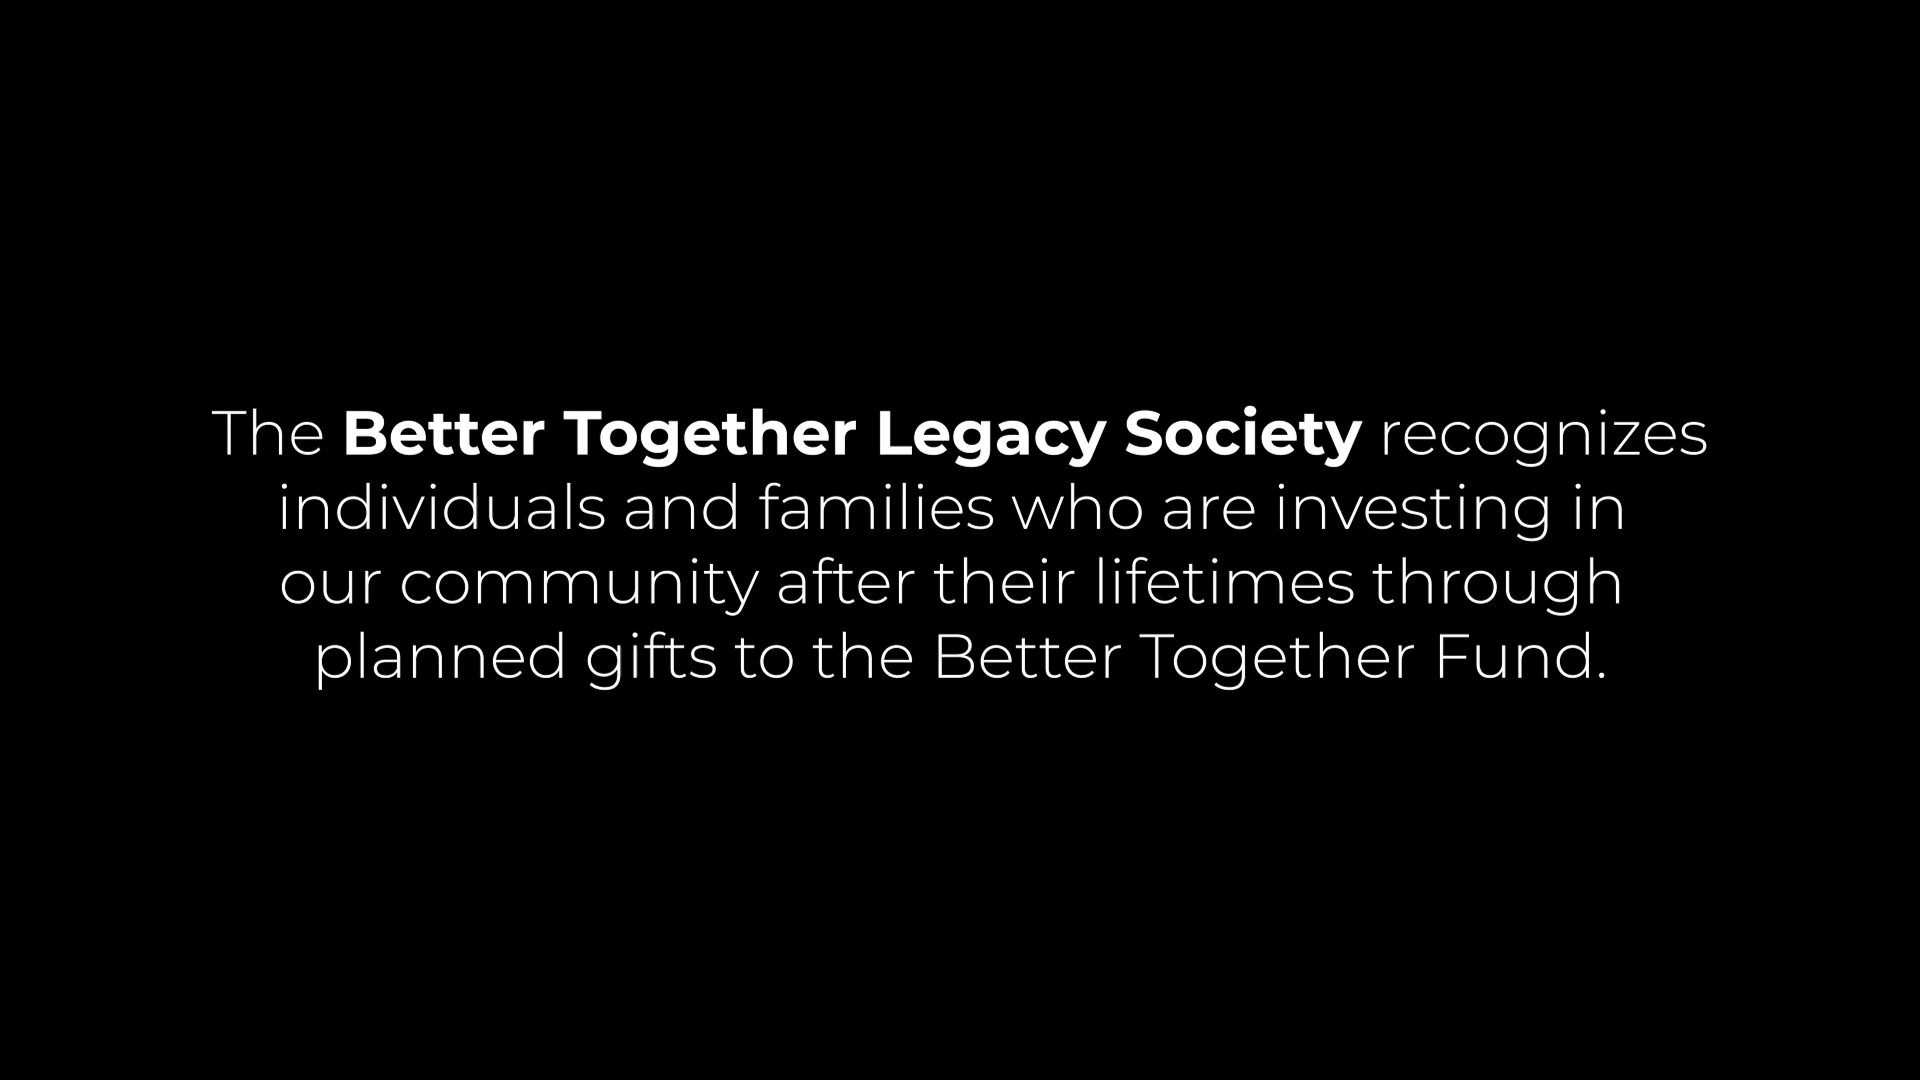 The Better Together Legacy Society recognizes
individuals and families who are investing in
our community after their lifetimes through
planned gifts to the Better Together Fund.